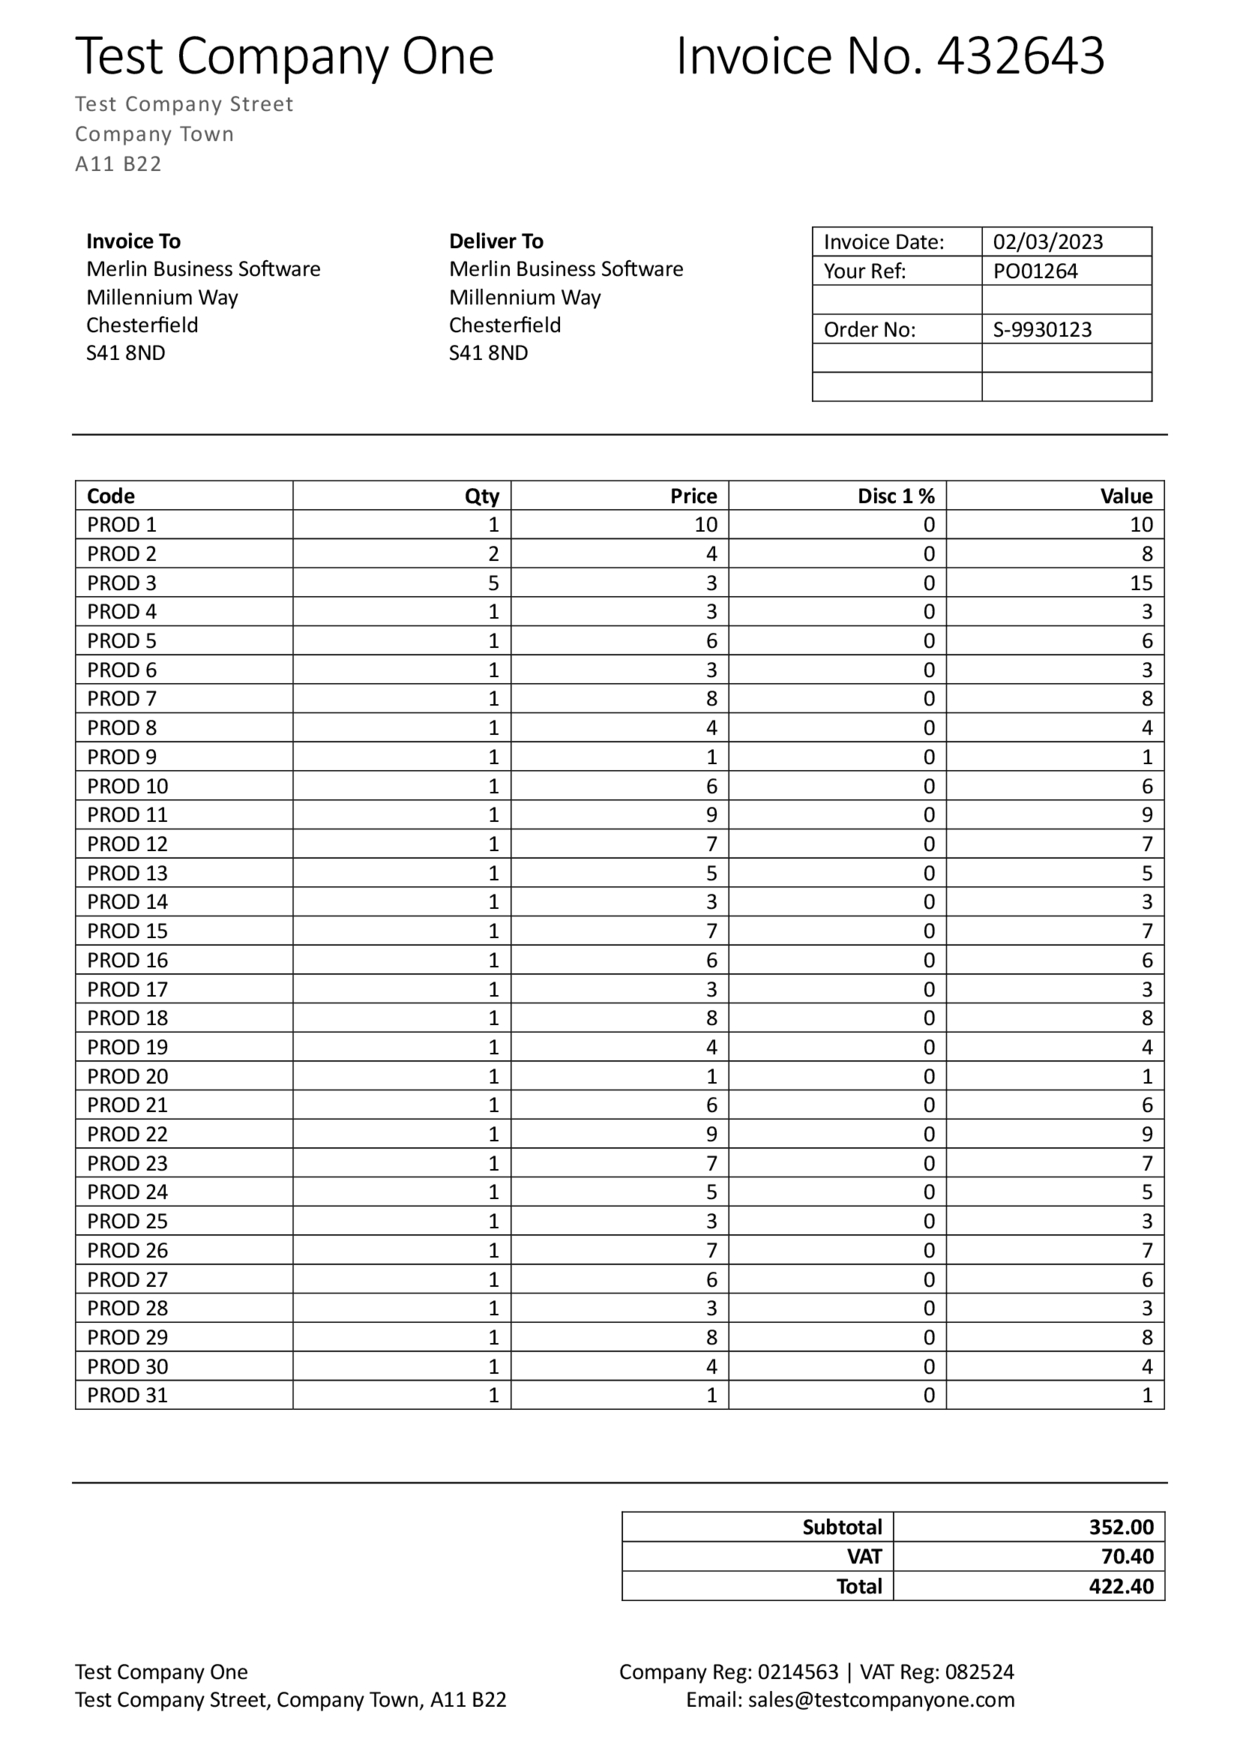 Test Company One
Invoice No. 432643
Test Company Street
Company Town
A11 B22
Invoice To
Merlin Business Software
Millennium Way
Chesterfield
S41 8ND
Deliver To
Merlin Business Software
Millennium Way
Chesterfield
S41 8ND
Invoice Date: 02/03/2023
Your Ref: PO01264
Order No: S-9930123
Code Qty Price Disc 1 % Value
PROD 1 1 10 0 10
PROD 2 2 4 0 8
PROD 3 5 3 0 15
PROD 4 1 3 0 3
PROD 5 1 6 0 6
PROD 6 1 3 0 3
PROD 7 1 8 0 8
PROD 8 1 4 0 4
PROD 9 1 1 0 1
PROD 10 1 6 0 6
PROD 11 1 9 0 9
PROD 12 1 7 0 7
PROD 13 1 5 0 5
PROD 14 1 3 0 3
PROD 15 1 7 0 7
PROD 16 1 6 0 6
PROD 17 1 3 0 3
PROD 18 1 8 0 8
PROD 19 1 4 0 4
PROD 20 1 1 0 1
PROD 21 1 6 0 6
PROD 22 1 9 0 9
PROD 23 1 7 0 7
PROD 24 1 5 0 5
PROD 25 1 3 0 3
PROD 26 1 7 0 7
PROD 27 1 6 0 6
PROD 28 1 3 0 3
PROD 29 1 8 0 8
PROD 30 1 4 0 4
PROD 31 1 1 0 1
Subtotal 352.00
VAT 70.40
Total 422.40
Test Company One
Test Company Street, Company Town, A11 B22
Company Reg: 0214563 | VAT Reg: 082524
Email: sales@testcompanyone.com